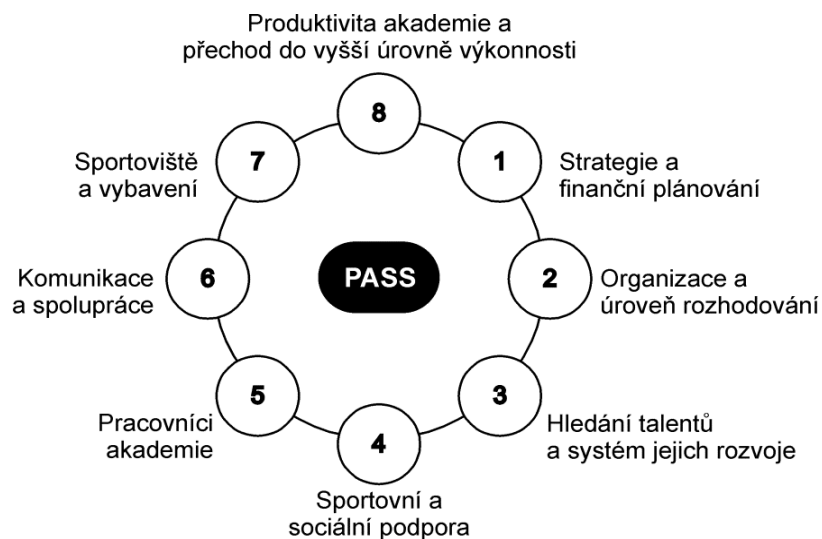 Produktivita akademie a
přechod do vyšší úrovně výkonnosti
8
1
Strategie a
finanční plánování
2
Organizace a
úroveň rozhodování
3
Hledání talentů
a systém jejich rozvoje
4
Sportovní a
sociální podpora
5
Pracovníci
akademie
6
Komunikace
a spolupráce
7
Sportoviště
a vybavení
PASS